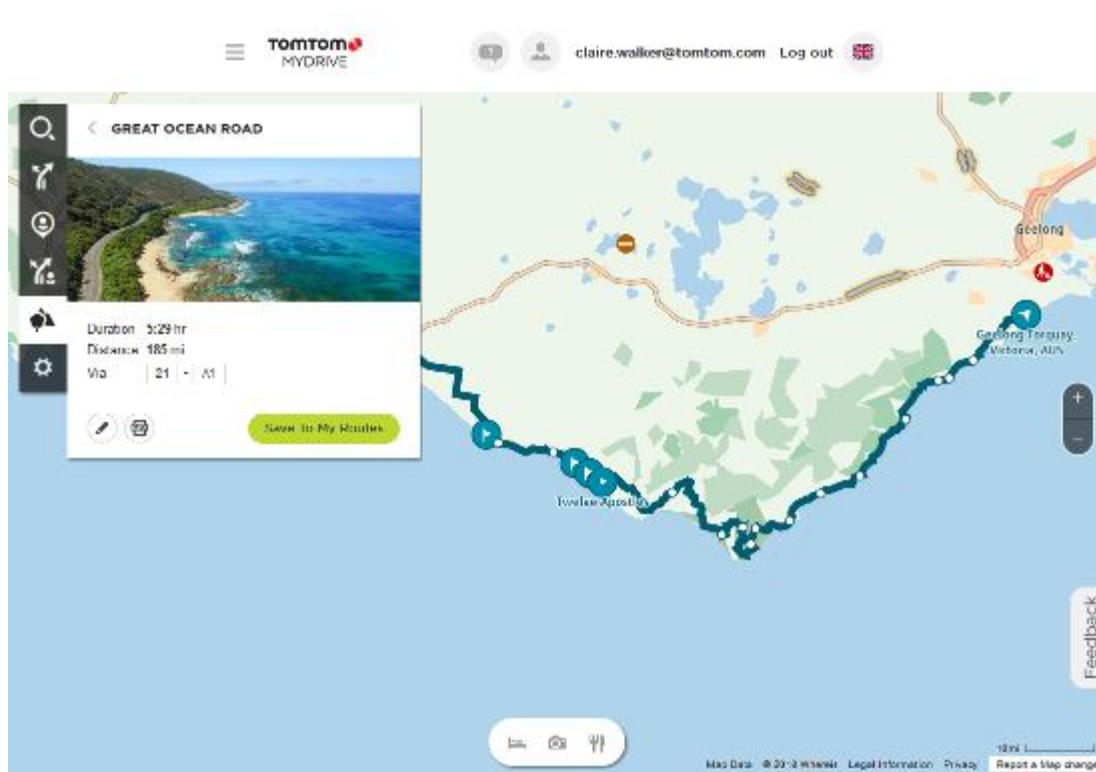 TOMTOM
MYDRIVE
claire.walker@tomtom.com Log out
GREAT OCEAN ROAD
Duration 5:29 hr
Distance 185 mi
Via 21 - A1
Save To My Routes
Geelong
Geelong Torquay,
Victoria, AUS
Twelve Apostles
+
-
Feedback
10 mi
Map Data Legal Information Privacy Report a Map change